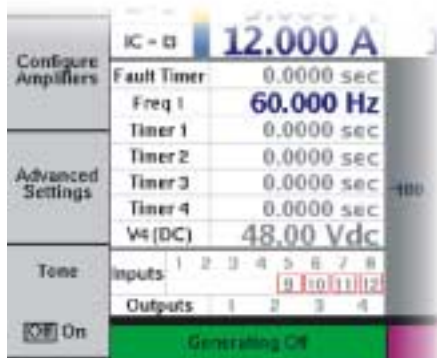 IC - 12.000 A
Configure
Amplifiers
Fault Timer 0.0000 sec
Freq 1 60.000 Hz
Timer 1 0.0000 sec
Timer 2 0.0000 sec
Advanced
Settings
Timer 3 0.0000 sec
Timer 4 0.0000 sec
V4 (DC) 48.00 Vdc
Tone
Off On
Inputs 1 2 3 4 5 6 7 8
9 10 11 12
Outputs 1 2 3 4
Generating Off